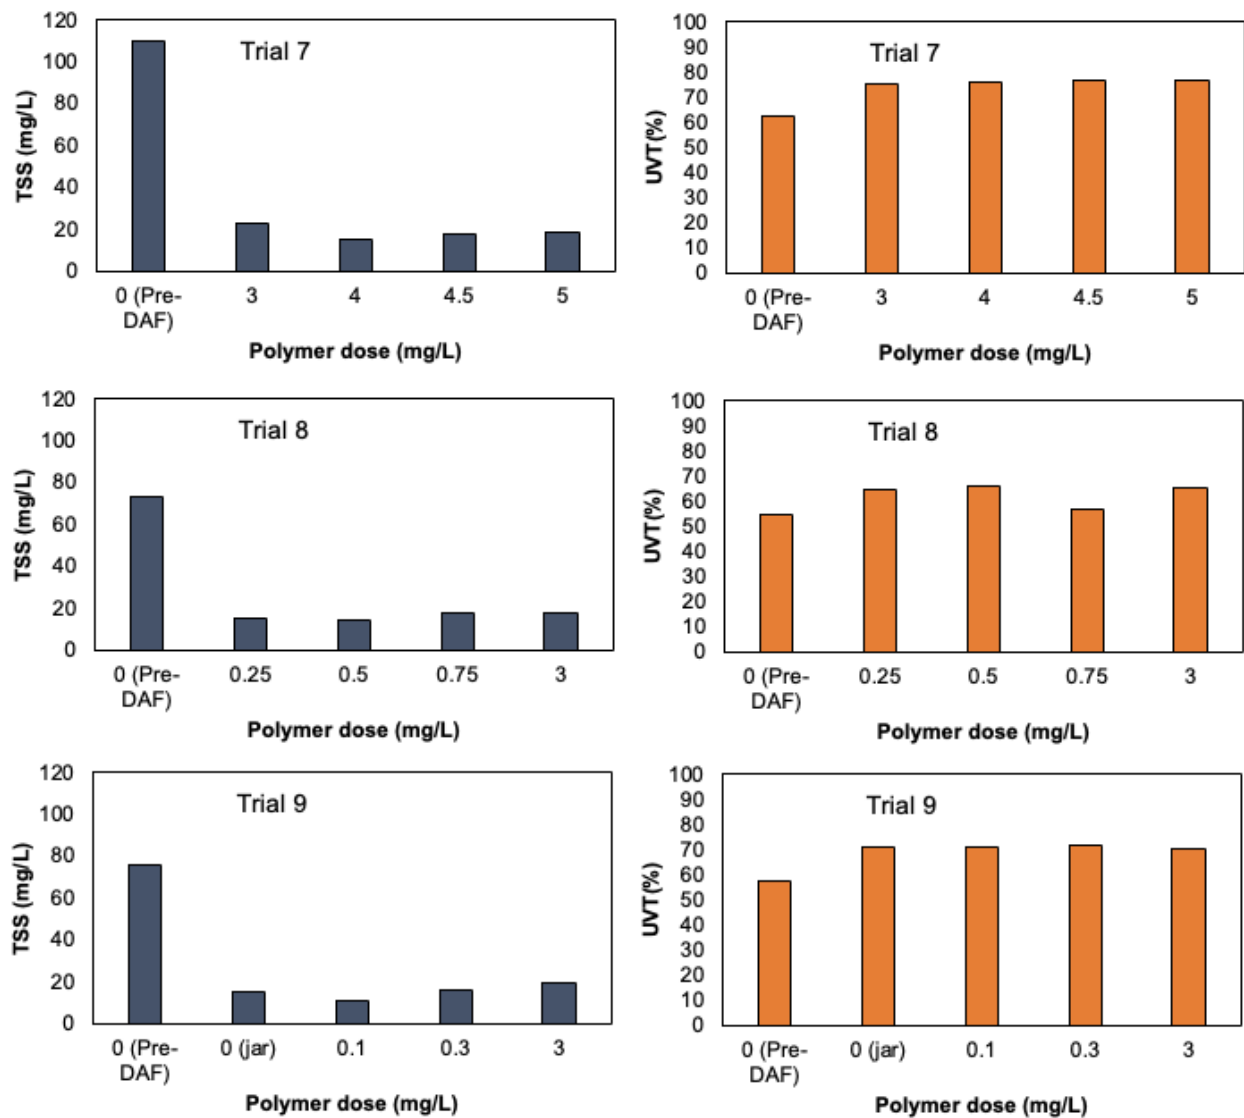 Trial 7
TSS (mg/L)
120
100
80
60
40
20
0
0 (Pre-
DAF)
3
4
4.5
5
Polymer dose (mg/L)
Trial 7
UVT(%)
100
90
80
70
60
50
40
30
20
10
0
0 (Pre-
DAF)
3
4
4.5
5
Polymer dose (mg/L)
Trial 8
TSS (mg/L)
120
100
80
60
40
20
0
0 (Pre-
DAF)
0.25
0.5
0.75
3
Polymer dose (mg/L)
Trial 8
UVT(%)
100
90
80
70
60
50
40
30
20
10
0
0 (Pre-
DAF)
0.25
0.5
0.75
3
Polymer dose (mg/L)
Trial 9
TSS (mg/L)
120
100
80
60
40
20
0
0 (Pre-
DAF)
0 (jar)
0.1
0.3
3
Polymer dose (mg/L)
Trial 9
UVT(%)
100
90
80
70
60
50
40
30
20
10
0
0 (Pre-
DAF)
0 (jar)
0.1
0.3
3
Polymer dose (mg/L)